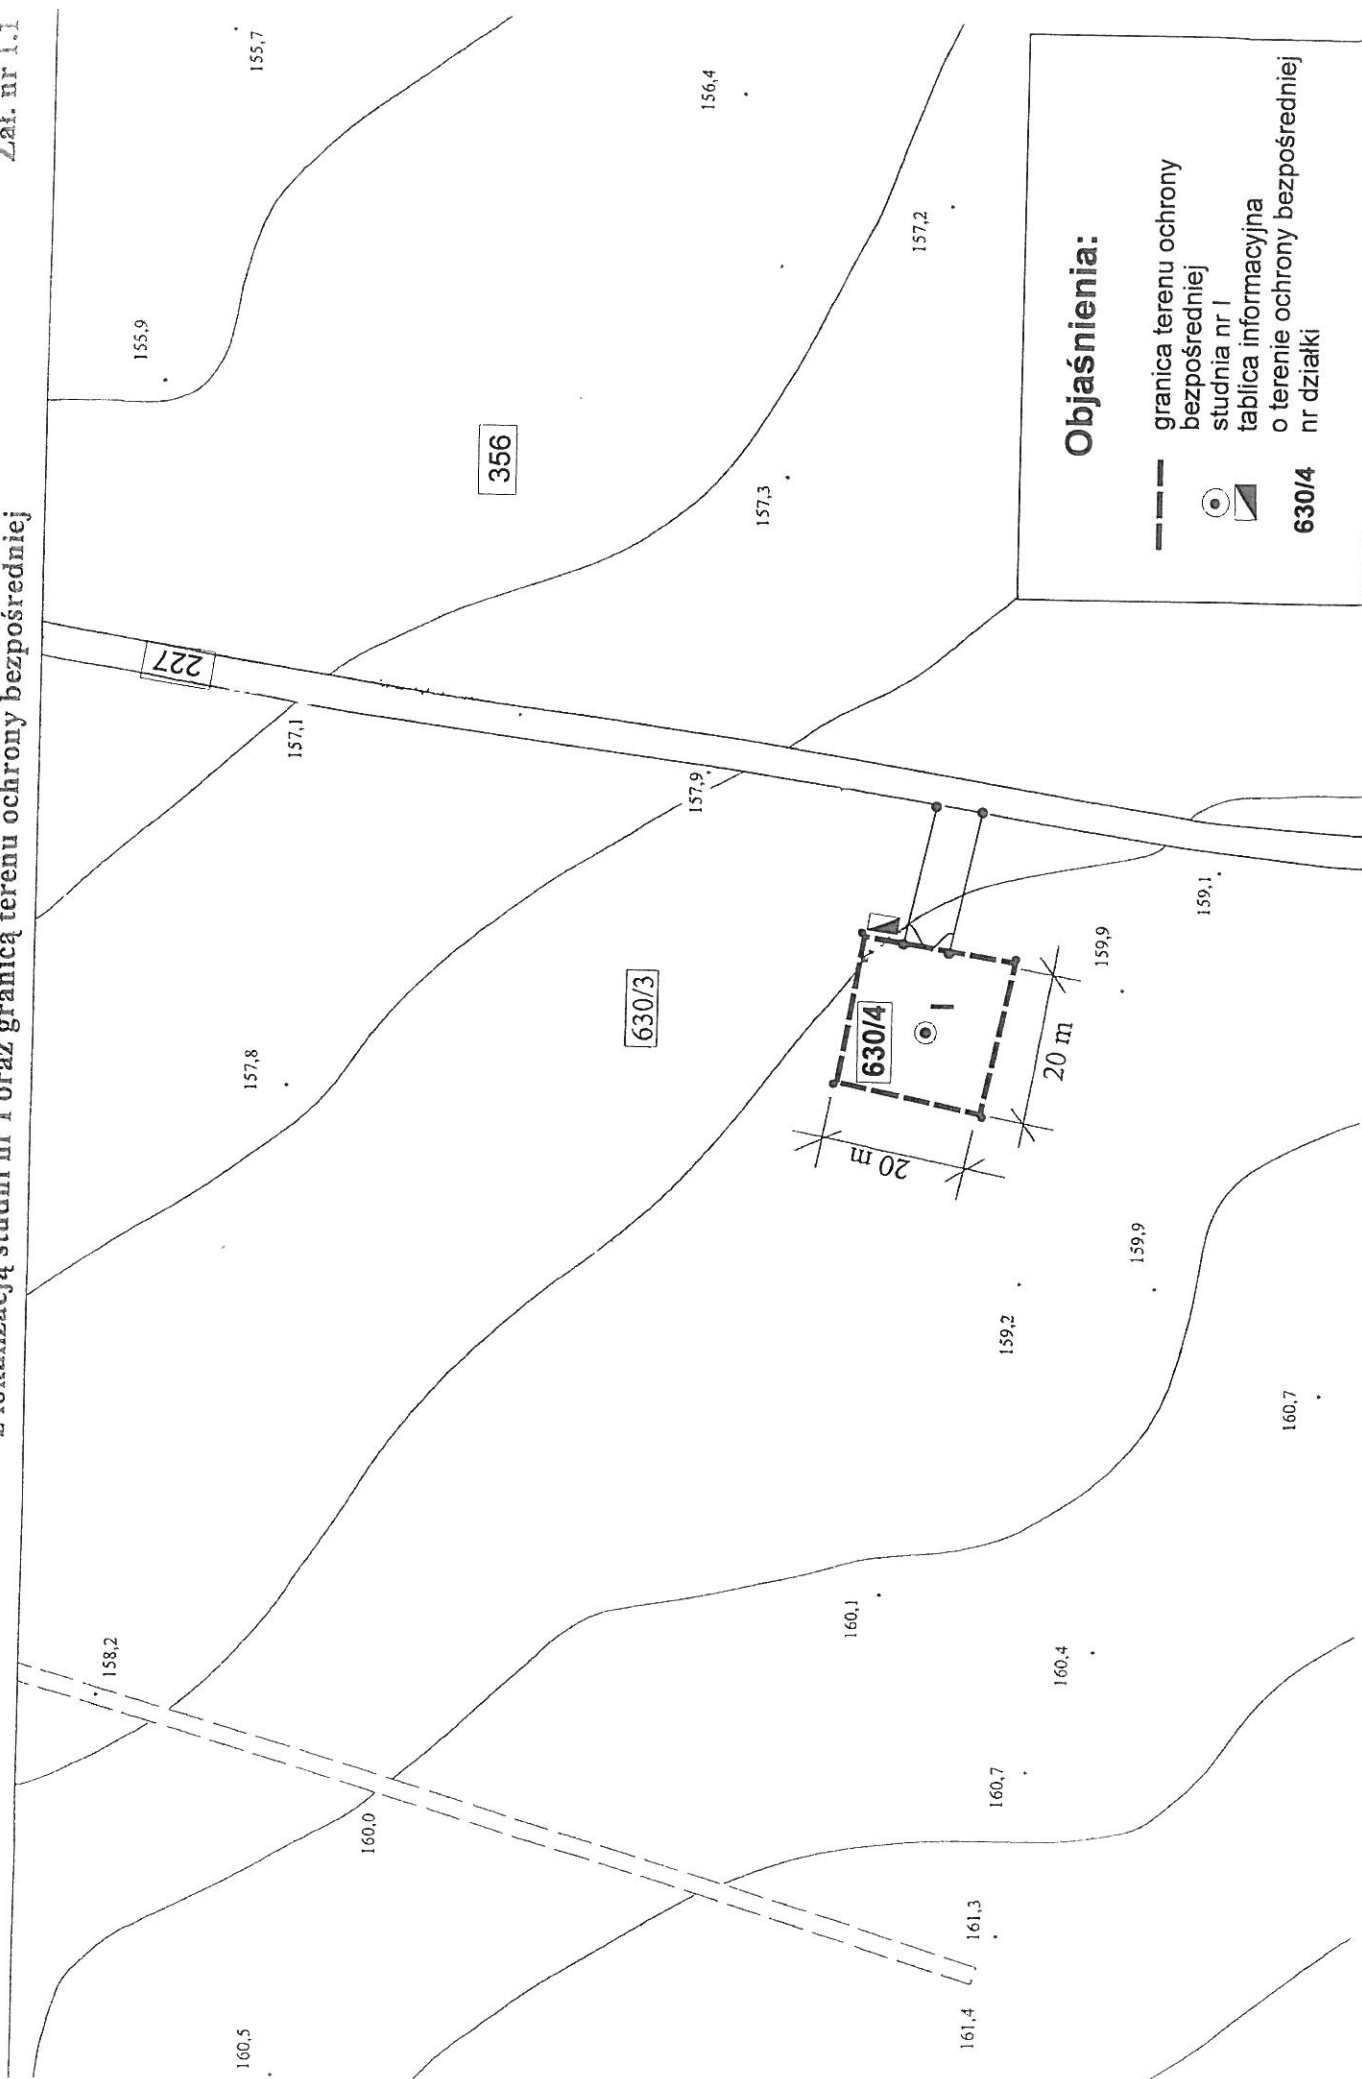 Zał. nr 1.1
z lokalizacją studni nr 1 oraz granicą terenu ochrony bezpośredniej
155,7
155,9
156,4
157,2
356
157,3
227
157,1
157,9
157,8
630/3
630/4
I
20 m
20 m
159,1
159,9
159,9
159,2
158,2
160,0
160,1
160,4
160,7
160,7
160,5
161,3
161,4
Objaśnienia:
granica terenu ochrony
bezpośredniej
studnia nr I
tablica informacyjna
o terenie ochrony bezpośredniej
630/4 nr działki